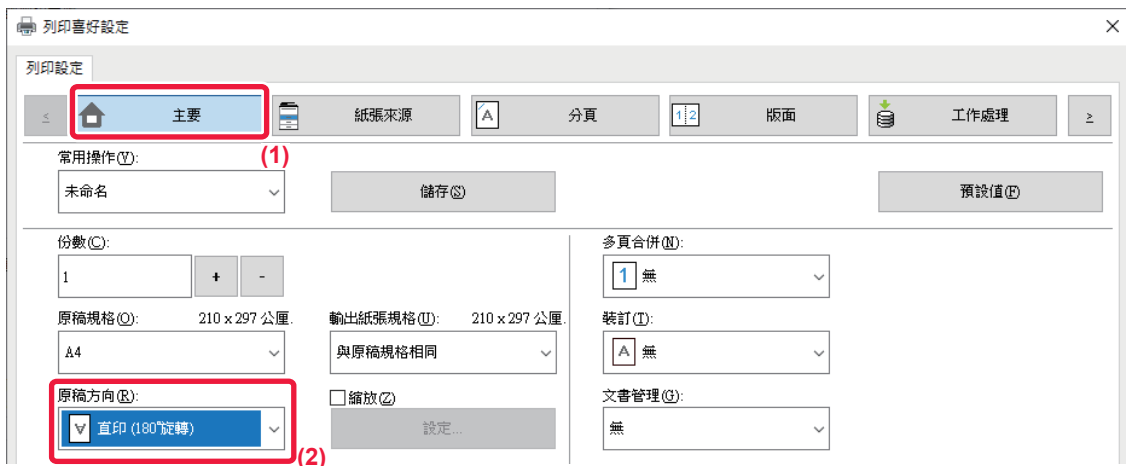 列印喜好設定
列印設定
< 主要 紙張來源 A 分頁 1 2 版面 工作處理 >
(1)
常用操作(V):
未命名 儲存(S) 預設值(F)
份數(C): 多頁合併(N):
1 + - 1 無
原稿規格(O): 210 x 297 公厘. 輸出紙張規格(U): 210 x 297 公厘. 裝訂(T):
A4 與原稿規格相同 A 無
原稿方向(R): 縮放(Z) 文書管理(G):
A 直印 (180°旋轉) 設定... 無
(2)